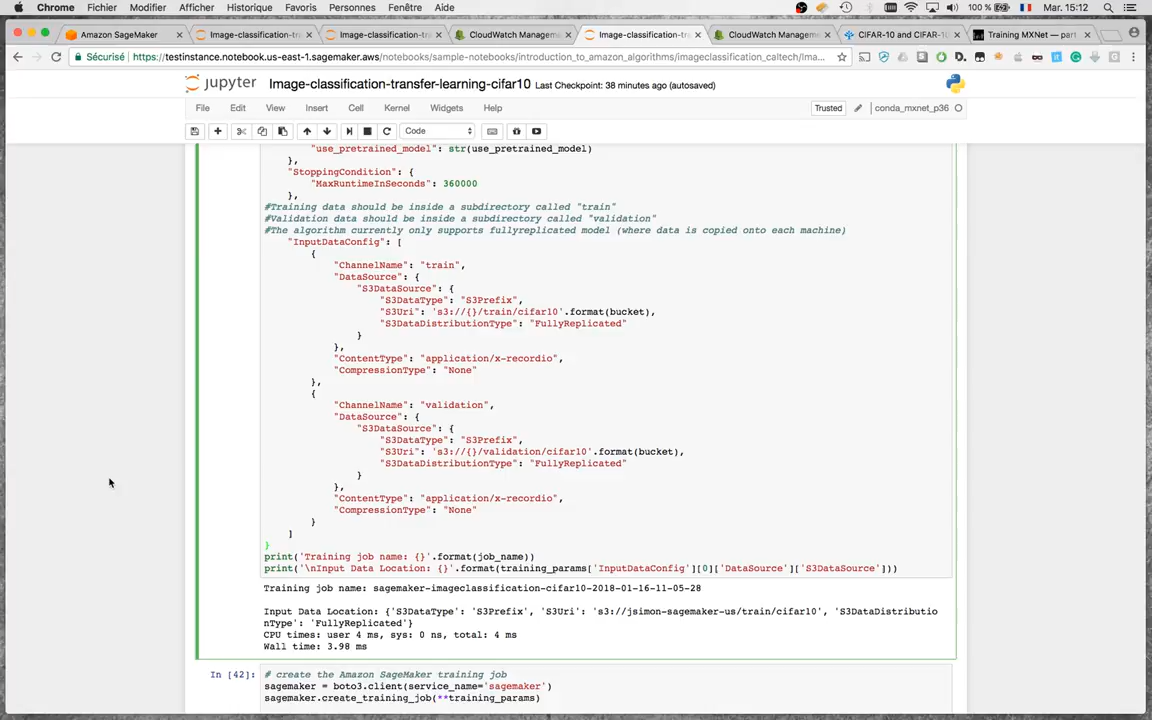 Chrome Fichier Modifier Afficher Historique Favoris Personnes Fenêtre Aide 100 % Mar. 15:12
Amazon SageMaker Image-classification-tr Image-classification-tra CloudWatch Manageme Image-classification-tra CloudWatch Manageme CIFAR-10 and CIFAR-10 Training MXNet — part
Sécurisé https://testinstance.notebook.us-east-1.sagemaker.aws/notebooks/sample-notebooks/introduction_to_amazon_algorithms/imageclassification_caltech/Ima...
jupyter Image-classification-transfer-learning-cifar10 Last Checkpoint: 38 minutes ago (autosaved)
File Edit View Insert Cell Kernel Widgets Help Trusted conda_mxnet_p36
Code
"use_pretrained_model": str(use_pretrained_model)
},
"StoppingCondition": {
"MaxRuntimeInSeconds": 360000
},
#Training data should be inside a subdirectory called "train"
#Validation data should be inside a subdirectory called "validation"
#The algorithm currently only supports fullyreplicated model (where data is copied onto each machine)
"InputDataConfig": [
{
"ChannelName": "train",
"DataSource": {
"S3DataSource": {
"S3DataType": "S3Prefix",
"S3Uri": 's3://{}/train/cifar10'.format(bucket),
"S3DataDistributionType": "FullyReplicated"
}
},
"ContentType": "application/x-recordio",
"CompressionType": "None"
},
{
"ChannelName": "validation",
"DataSource": {
"S3DataSource": {
"S3DataType": "S3Prefix",
"S3Uri": 's3://{}/validation/cifar10'.format(bucket),
"S3DataDistributionType": "FullyReplicated"
}
},
"ContentType": "application/x-recordio",
"CompressionType": "None"
}
]
}
print('Training job name: {}'.format(job_name))
print('\nInput Data Location: {}'.format(training_params['InputDataConfig'][0]['DataSource']['S3DataSource']))
Training job name: sagemaker-imageclassification-cifar10-2018-01-16-11-05-28
Input Data Location: {'S3DataType': 'S3Prefix', 'S3Uri': 's3://jsimon-sagemaker-us/train/cifar10', 'S3DataDistributio
nType': 'FullyReplicated'}
CPU times: user 4 ms, sys: 0 ns, total: 4 ms
Wall time: 3.98 ms
In [42]: # create the Amazon SageMaker training job
sagemaker = boto3.client(service_name='sagemaker')
sagemaker.create_training_job(**training_params)